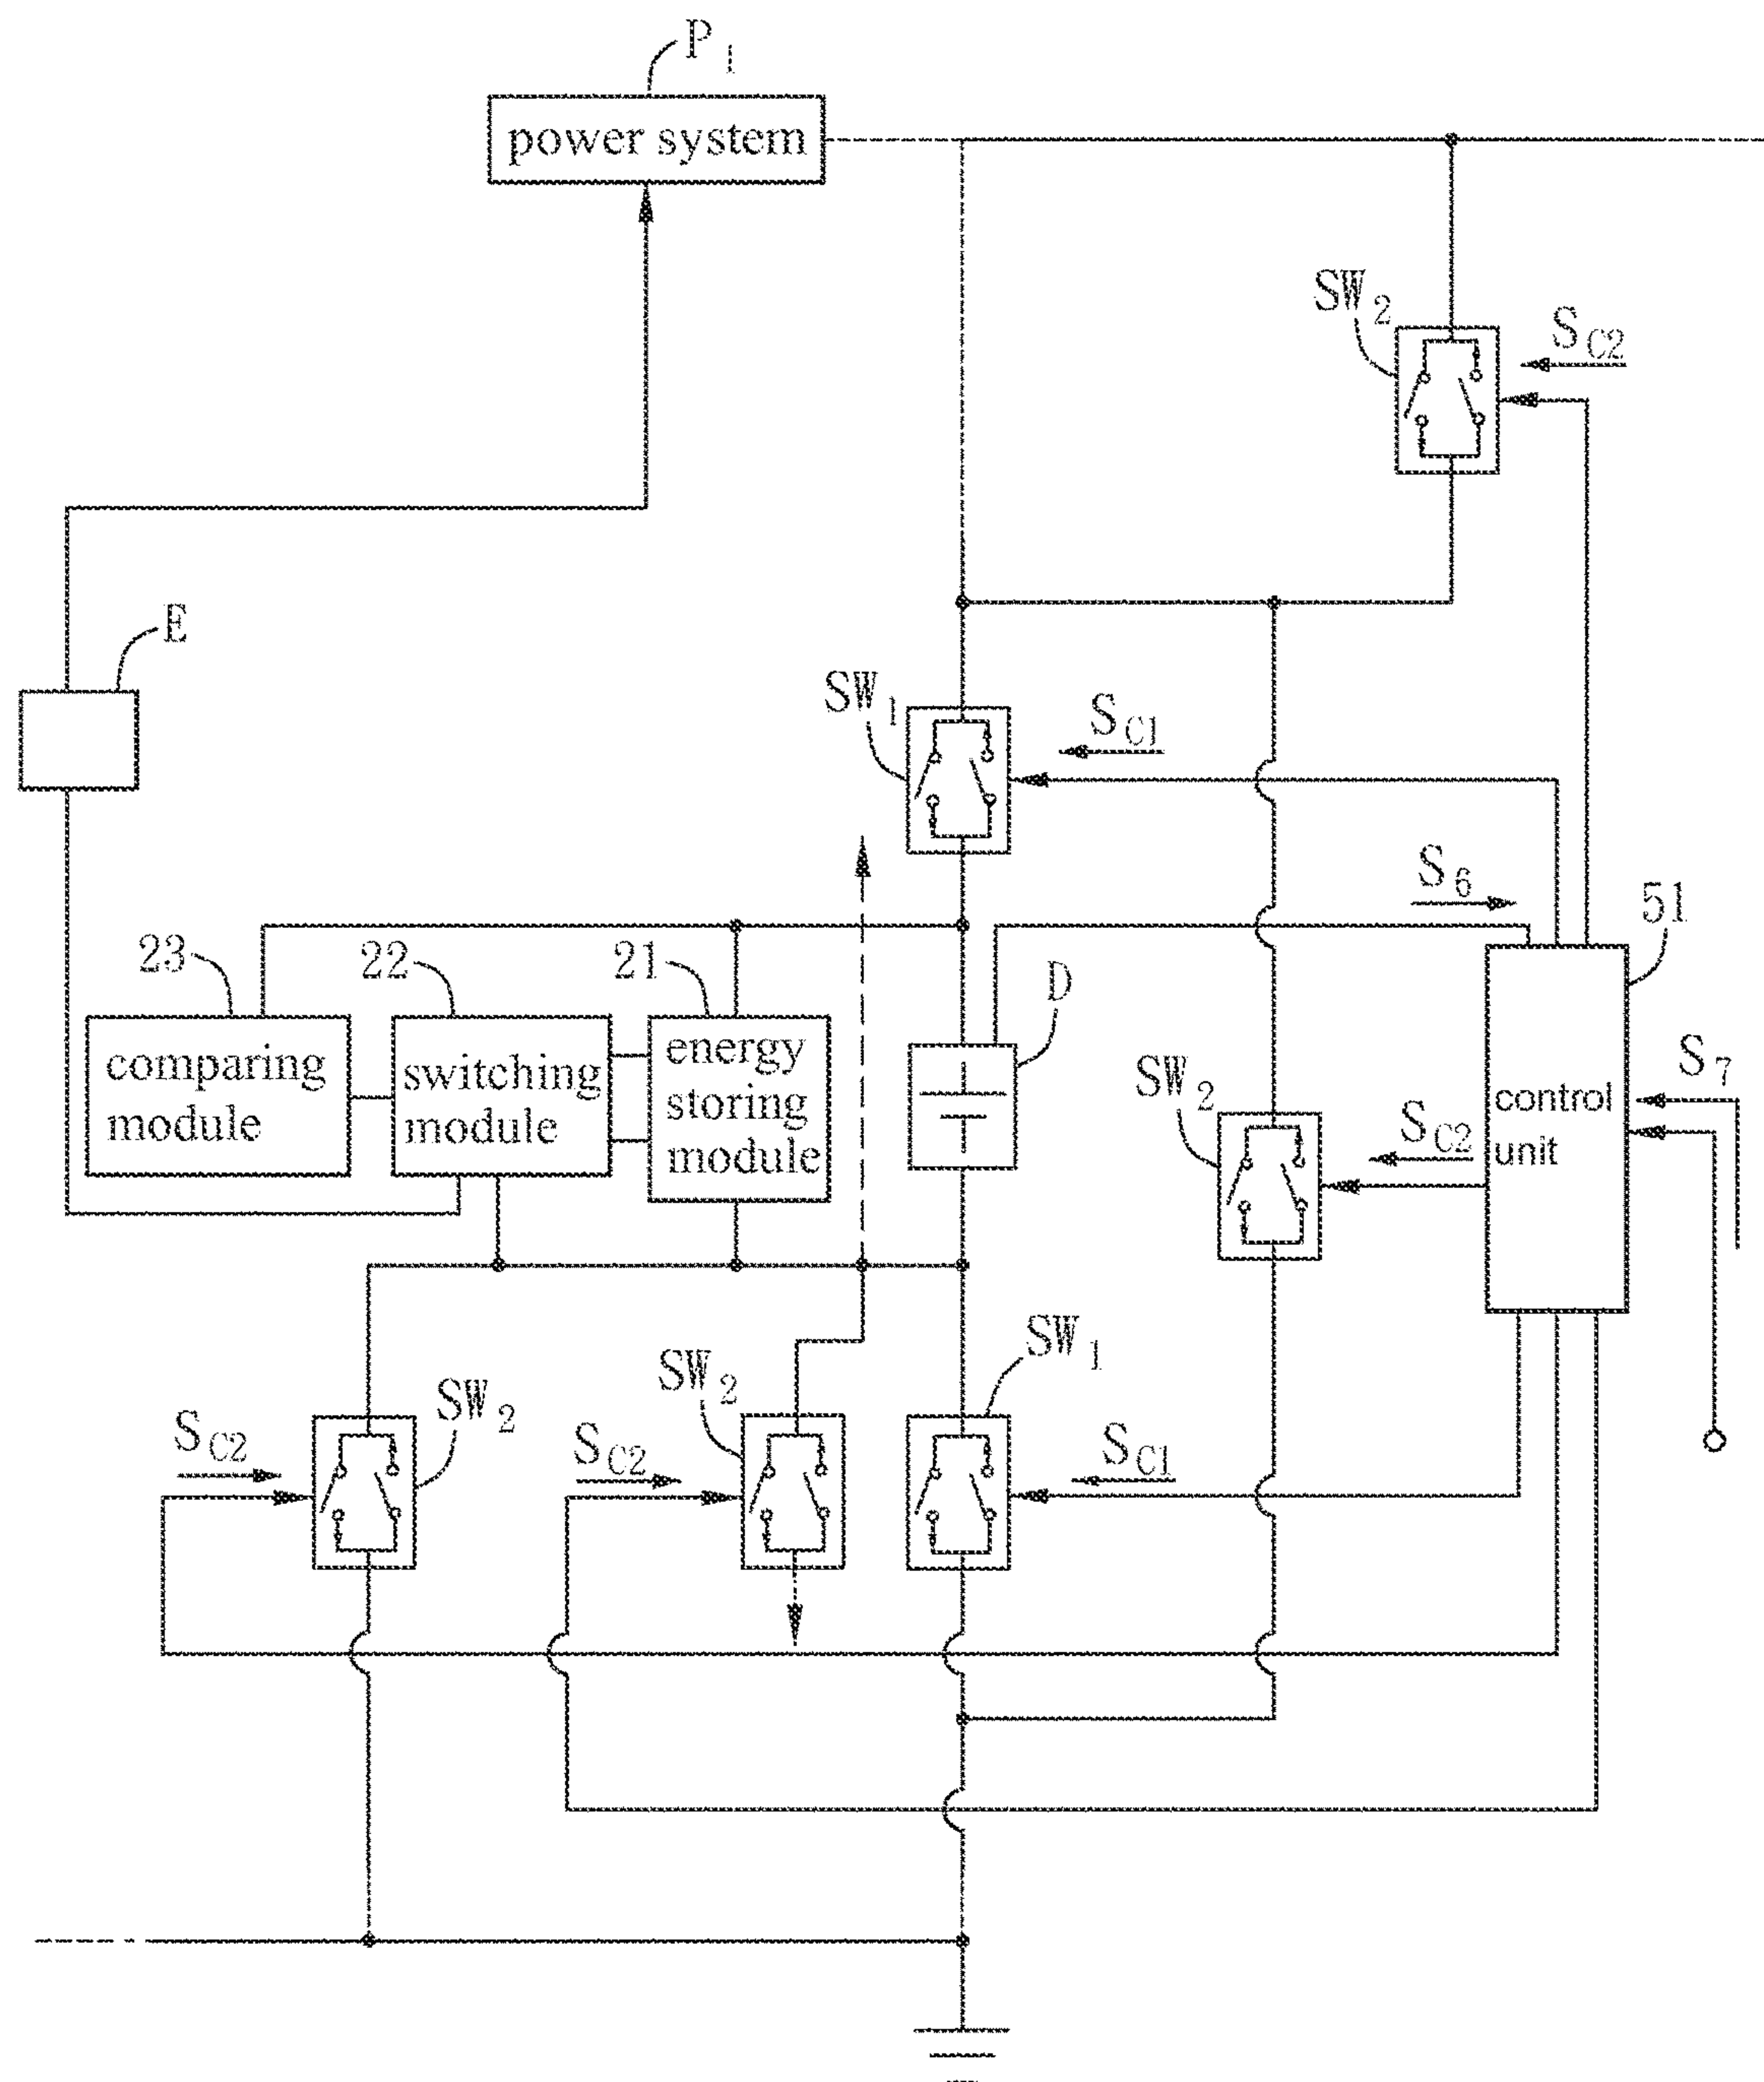 P1
power system
SW2
SC2
E
SW1
SC1
S6
51
23
22
21
D
comparing
module
switching
module
energy
storing
module
SW2
SC2
control
unit
S7
SW1
SW2
SC2
SW2
SC2
SC1